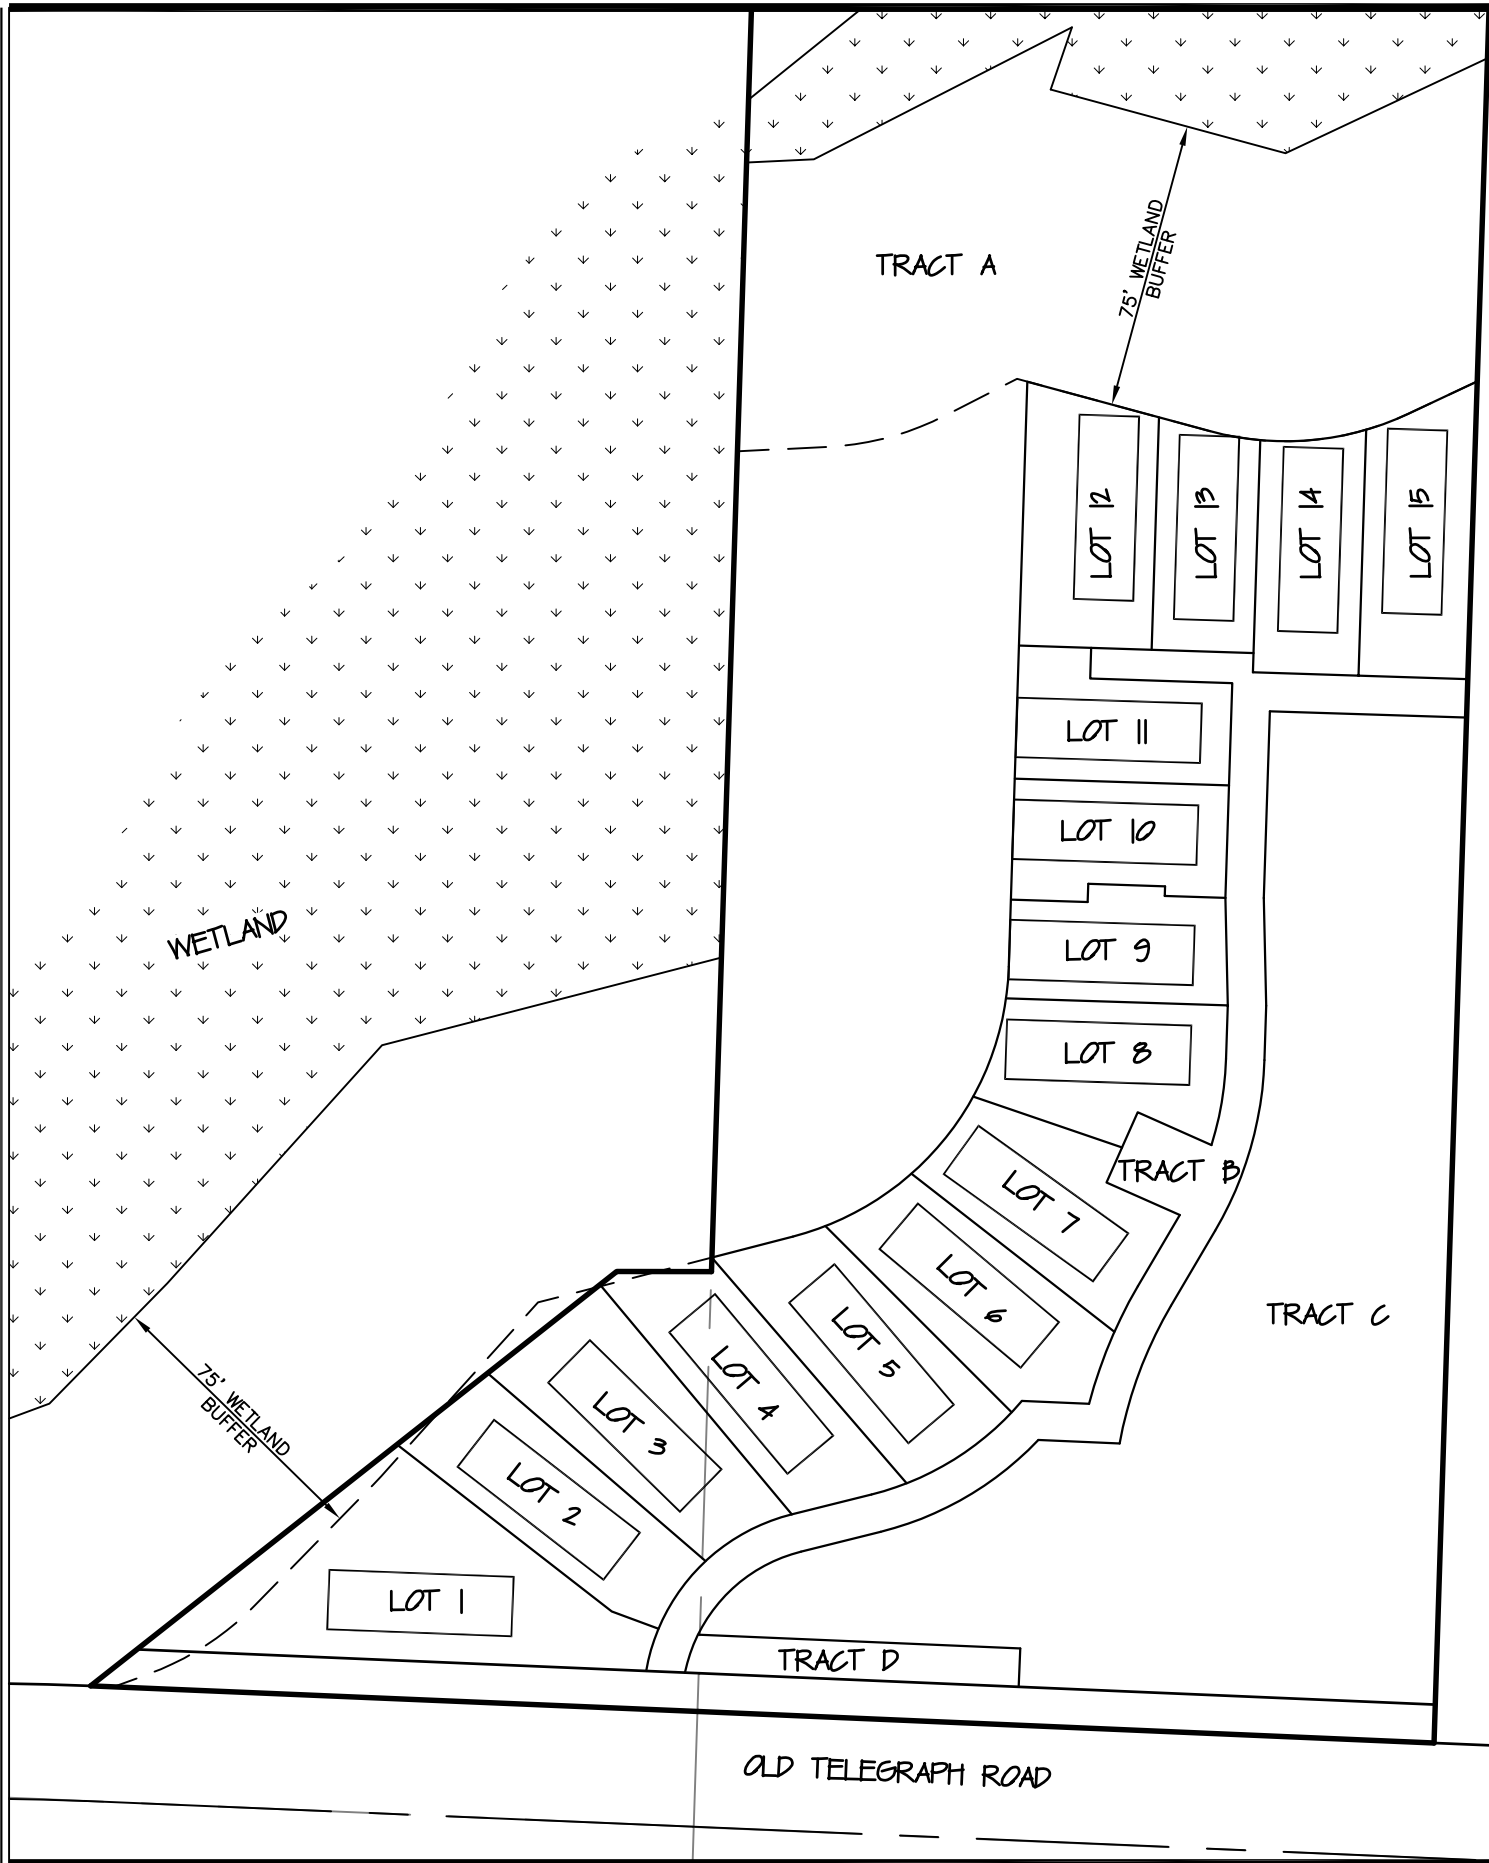 TRACT A
75' WETLAND
BUFFER
LOT 12
LOT 13
LOT 14
LOT 15
LOT 11
LOT 10
WETLAND
LOT 9
LOT 8
TRACT B
LOT 7
LOT 6
TRACT C
LOT 5
LOT 4
75' WETLAND
BUFFER
LOT 3
LOT 2
LOT 1
TRACT D
OLD TELEGRAPH ROAD